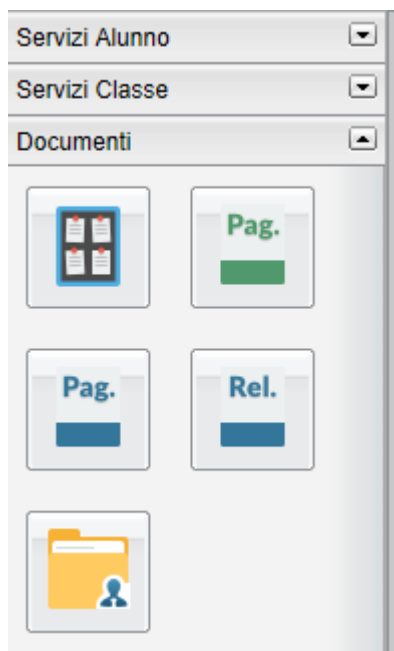 Servizi Alunno
Servizi Classe
Documenti
Pag.
Pag.
Rel.